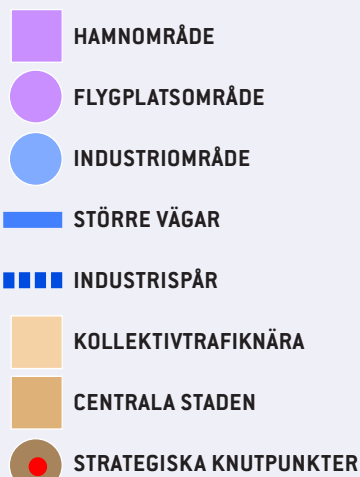 HAMNOMRÅDE
FLYGPLATSOMRÅDE
INDUSTRIOMRÅDE
STÖRRE VÄGAR
INDUSTRISPÅR
KOLLEKTIVTRAFIKNÄRA
CENTRALA STADEN
STRATEGISKA KNUTPUNKTER